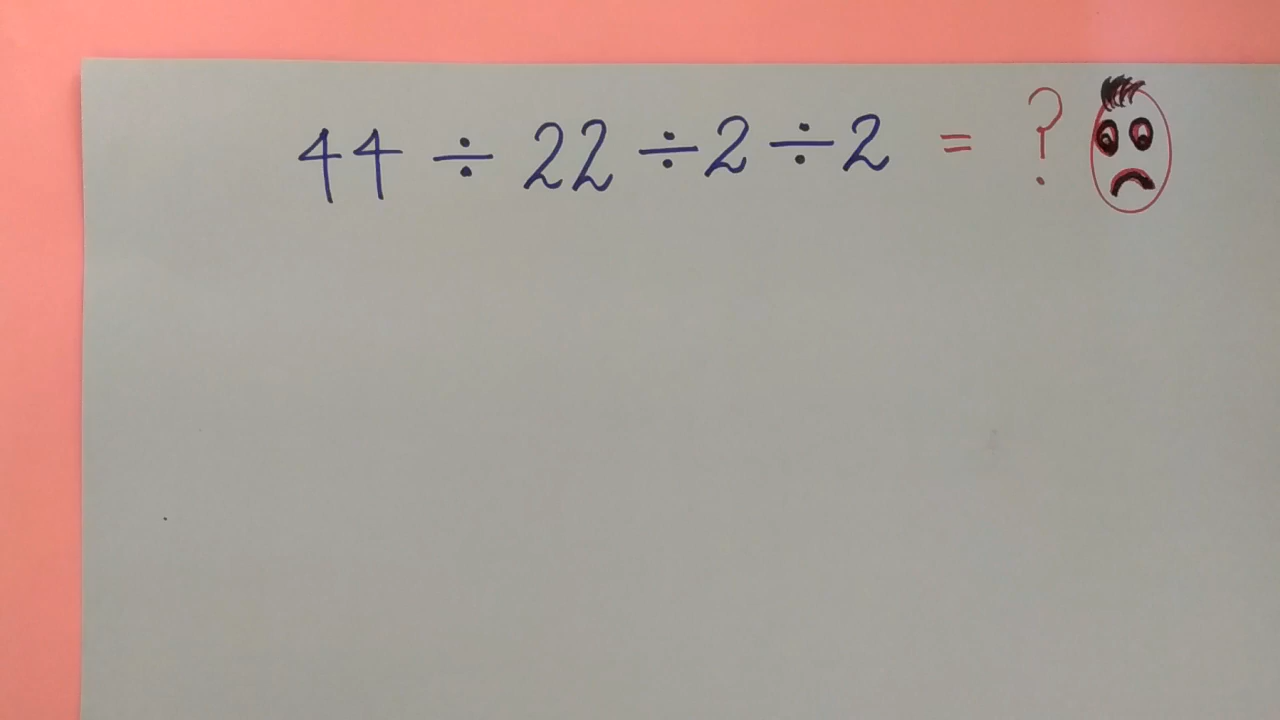 44 ÷ 22 ÷ 2 ÷ 2 = ?